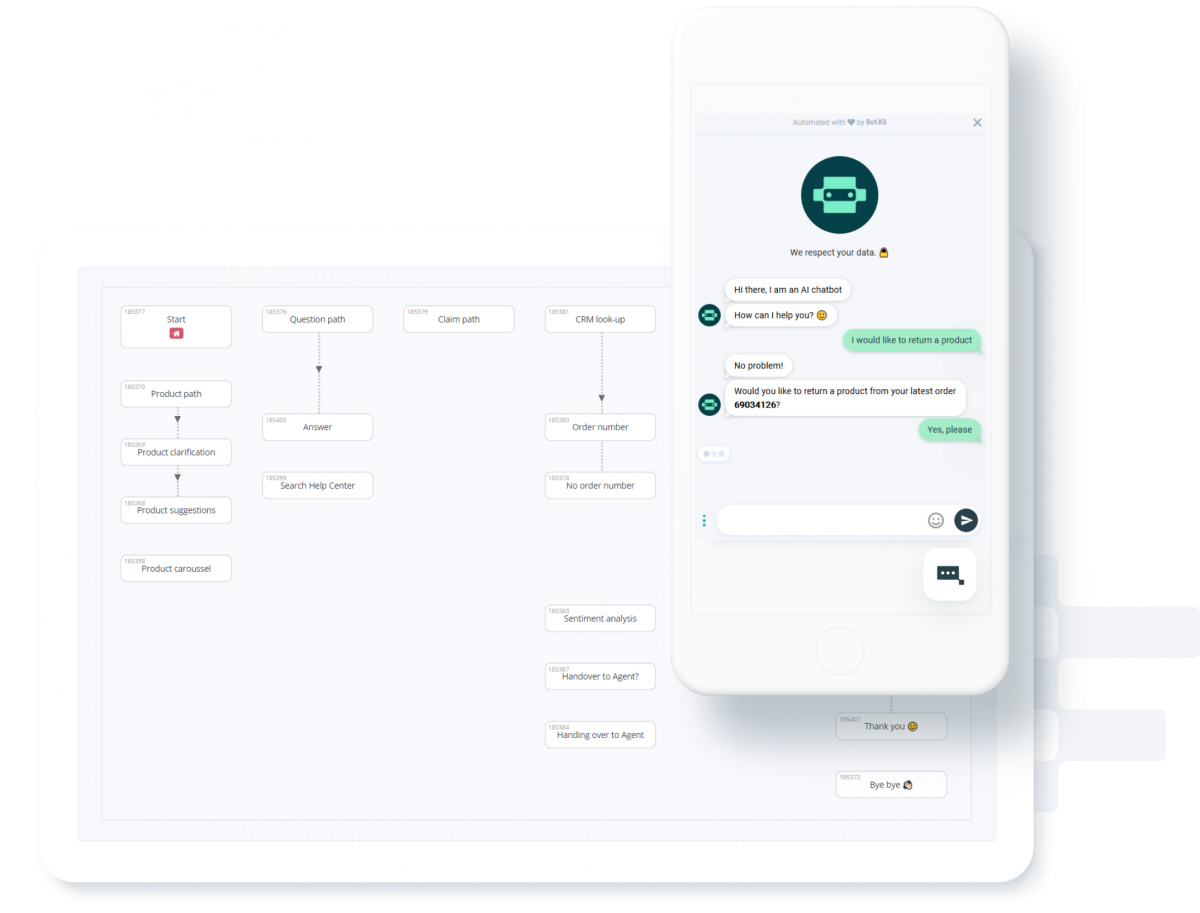 Automated with ❤ by BotXO
We respect your data. 🔒
Hi there, I am an AI chatbot
How can I help you? 🙂
I would like to return a product
No problem!
Would you like to return a product from your latest order
69034126?
Yes, please
185377
Start
185370
Product path
185369
Product clarification
185368
Product suggestions
185398
Product caroussel
185376
Question path
185405
Answer
185399
Search Help Center
185379
Claim path
185381
CRM look-up
185380
Order number
185378
No order number
185383
Sentiment analysis
185367
Handover to Agent?
185384
Handing over to Agent
185407
Thank you 🙂
185372
Bye bye 👋🏻